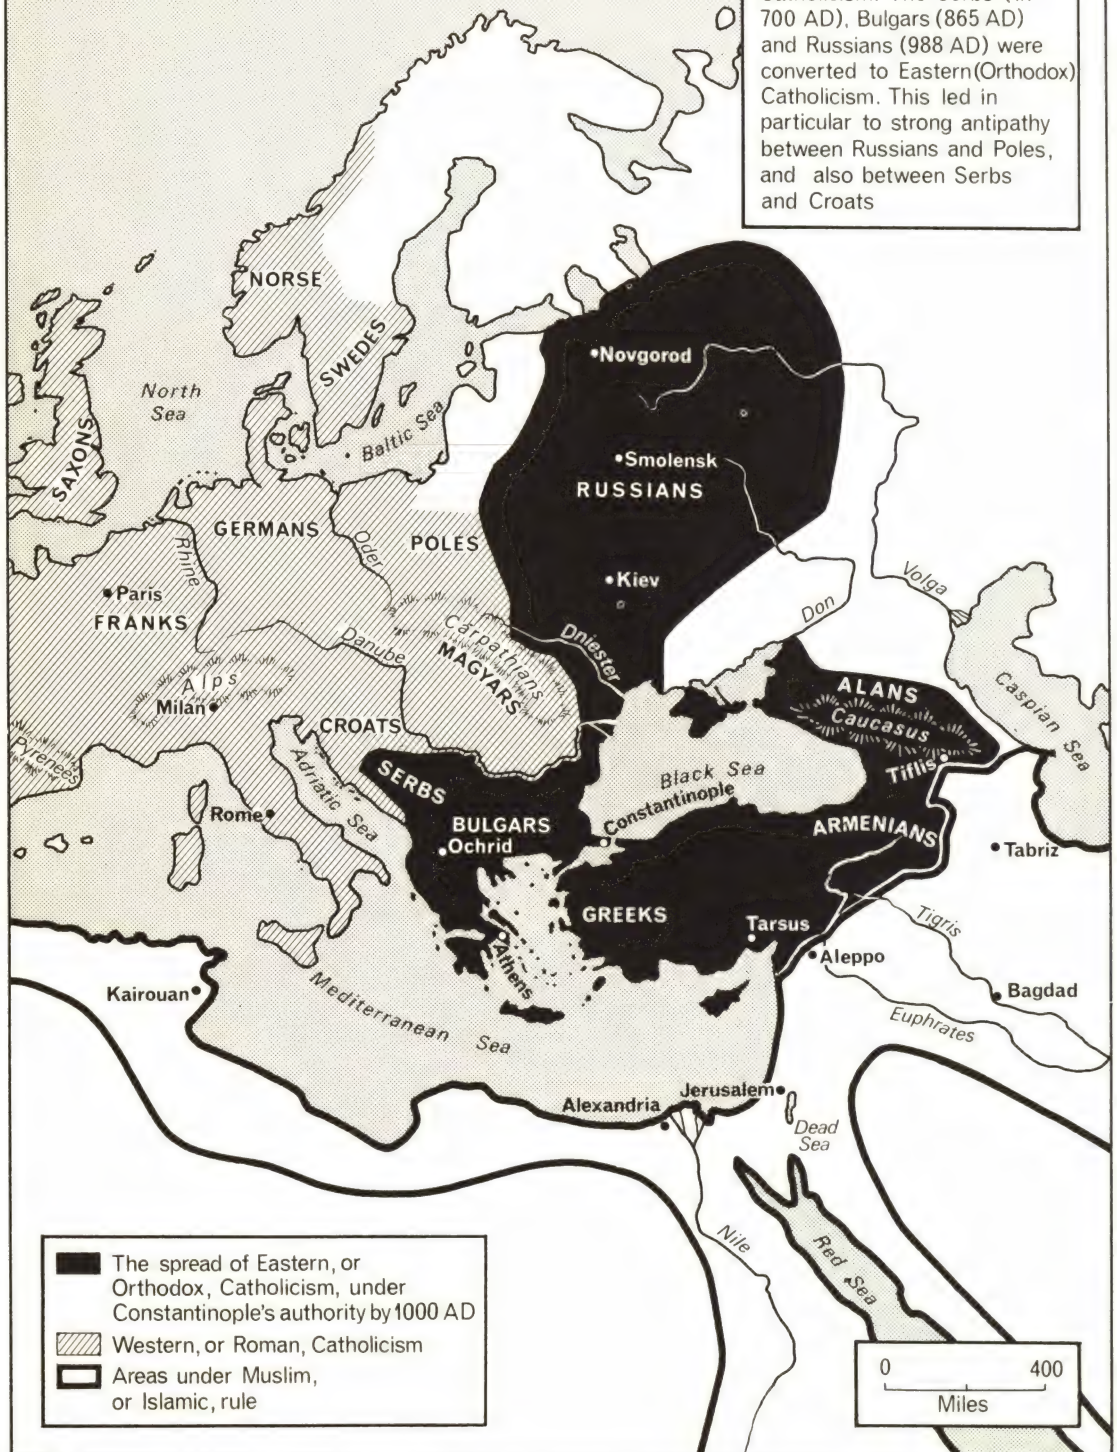 700 AD), Bulgars (865 AD)
and Russians (988 AD) were
converted to Eastern (Orthodox)
Catholicism. This led in
particular to strong antipathy
between Russians and Poles,
and also between Serbs
and Croats
NORSE
SWEDES
North
Sea
Baltic Sea
SAXONS
Novgorod
Smolensk
RUSSIANS
GERMANS
Rhine
Oder
POLES
Kiev
Paris
FRANKS
Volga
Don
Danube
Carpathians
MAGYARS
Dniester
Alps
Milan
CROATS
Pyrenees
Adriatic Sea
SERBS
ALANS
Caucasus
Tiflis
Caspian Sea
Black Sea
Constantinople
Rome
BULGARS
Ochrid
ARMENIANS
Tabriz
GREEKS
Tarsus
Tigris
Athens
Aleppo
Kairouan
Mediterranean Sea
Bagdad
Euphrates
Jerusalem
Alexandria
Dead
Sea
Nile
Red Sea
The spread of Eastern, or
Orthodox, Catholicism, under
Constantinople's authority by 1000 AD
Western, or Roman, Catholicism
Areas under Muslim,
or Islamic, rule
0 400
Miles